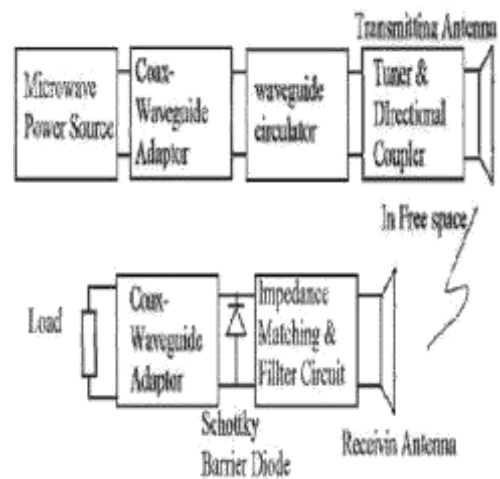 Transmitting Antenna
Microwave
Power Source
Coax-
Waveguide
Adaptor
waveguide
circulator
Tuner &
Directional
Coupler
In Free space
Load
Coax-
Waveguide
Adaptor
Impedance
Matching &
Fillter Circuit
Schottky
Barrier Diode
Receivin Antenna